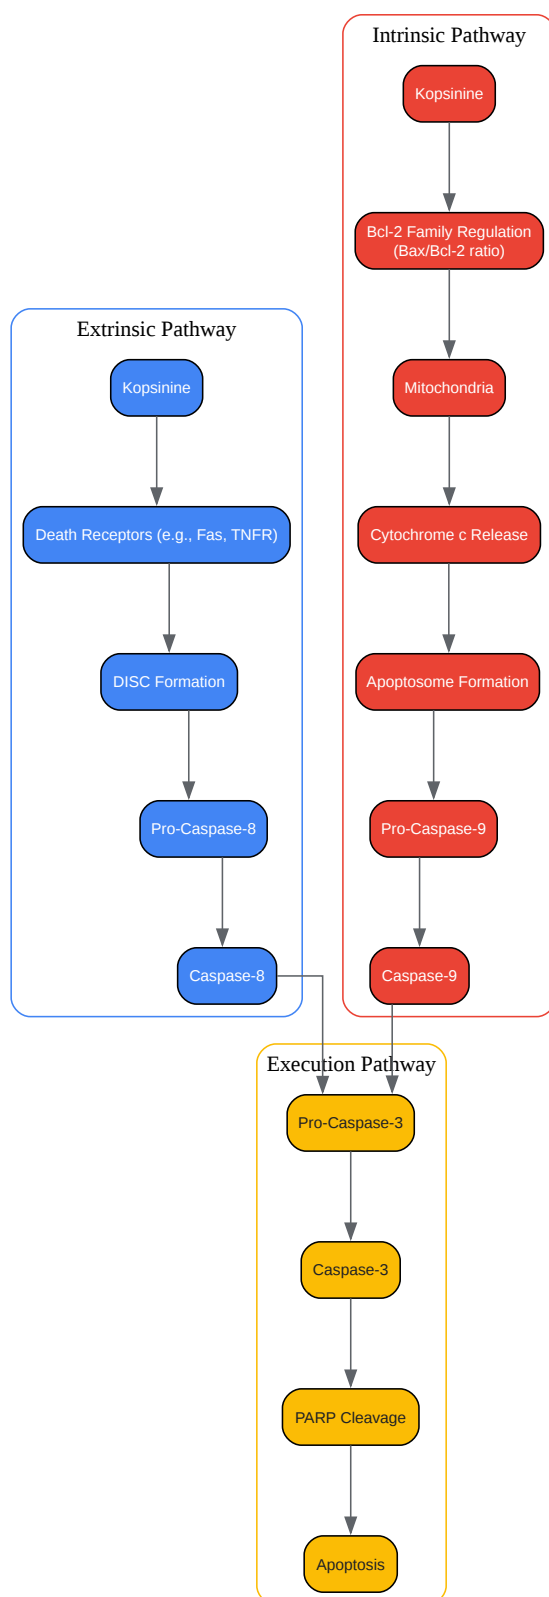 Intrinsic Pathway
Kopsinine
Bcl-2 Family Regulation
(Bax/Bcl-2 ratio)
Mitochondria
Cytochrome c Release
Apoptosome Formation
Pro-Caspase-9
Caspase-9
Extrinsic Pathway
Kopsinine
Death Receptors (e.g., Fas, TNFR)
DISC Formation
Pro-Caspase-8
Caspase-8
Execution Pathway
Pro-Caspase-3
Caspase-3
PARP Cleavage
Apoptosis